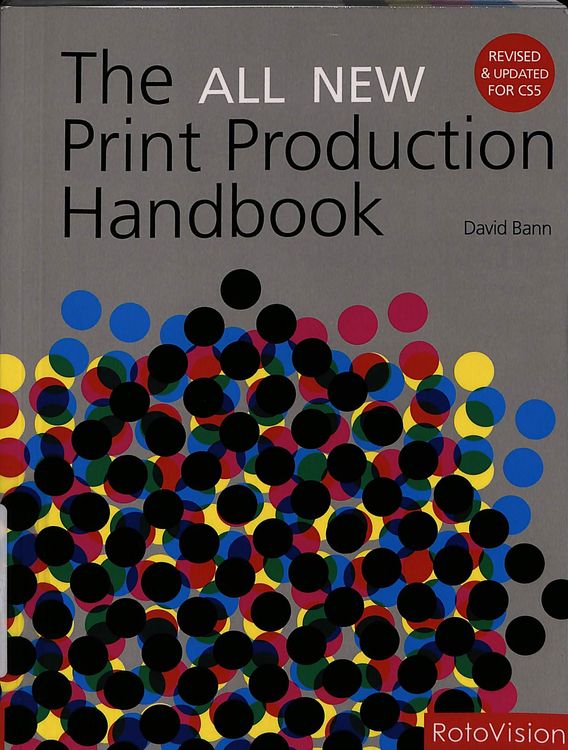 The ALL NEW
Print Production
Handbook
REVISED
& UPDATED
FOR CS5
David Bann
RotoVision